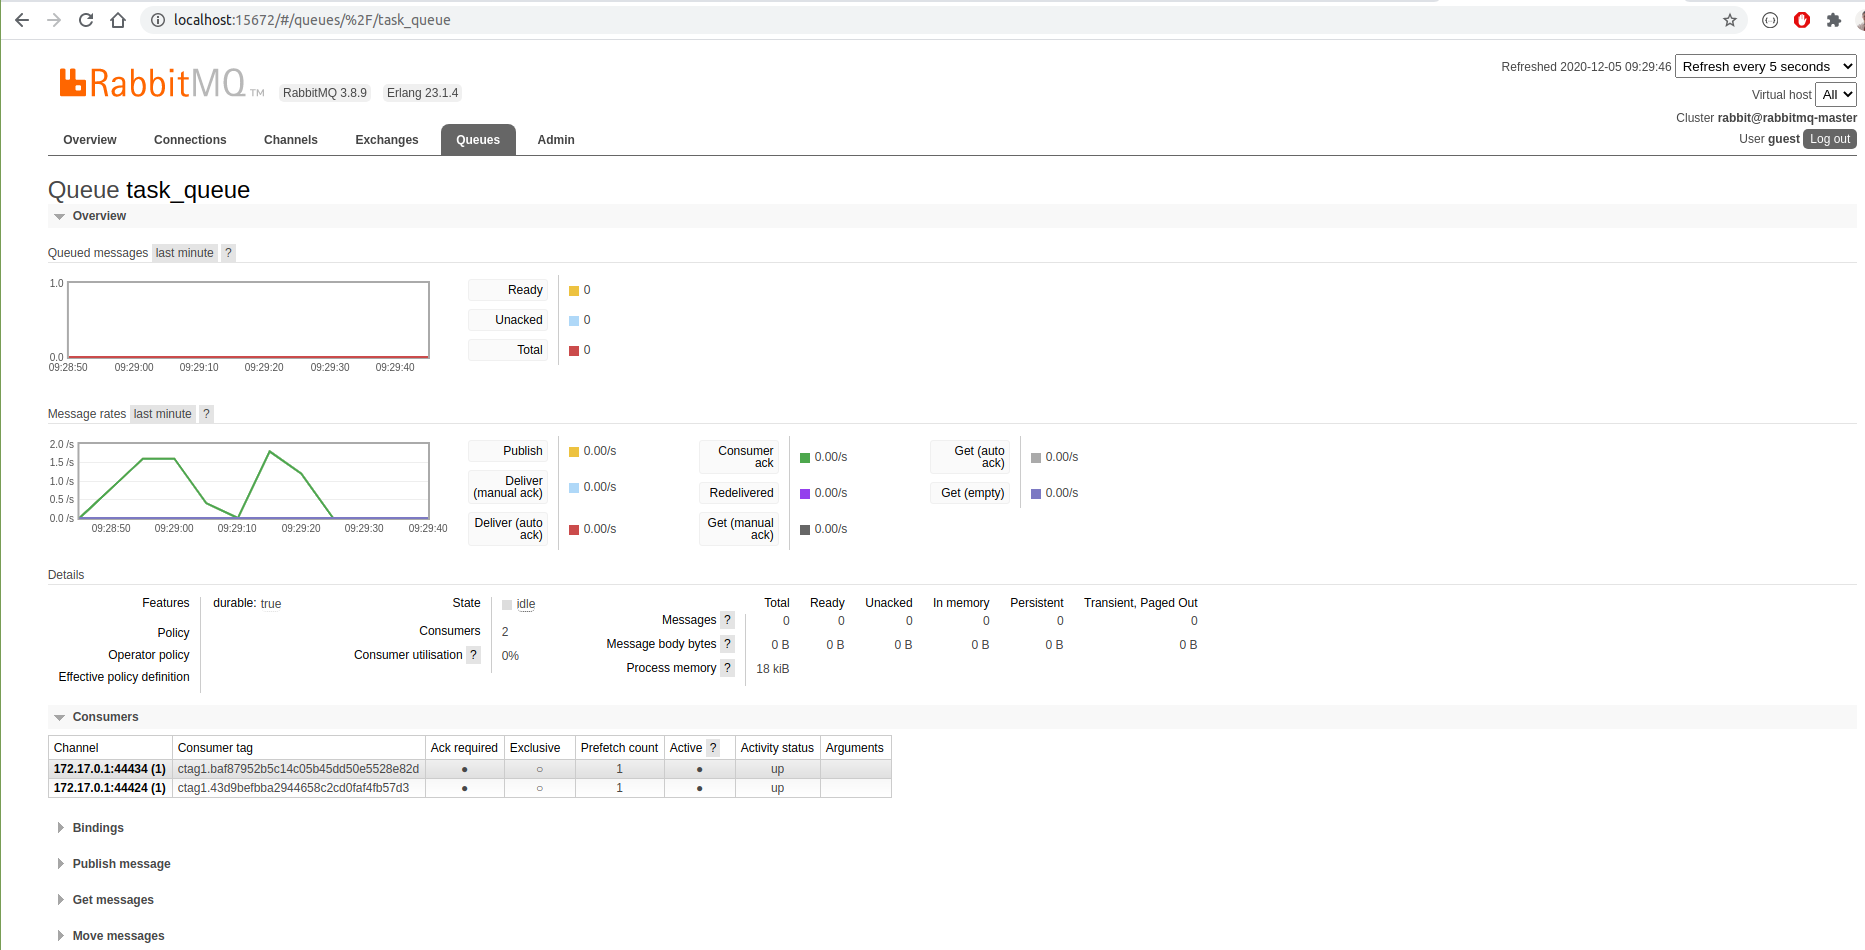 localhost:15672/#/queues/%2F/task_queue
RabbitMQ TM RabbitMQ 3.8.9 Erlang 23.1.4
Refreshed 2020-12-05 09:29:46 Refresh every 5 seconds
Virtual host All
Cluster rabbit@rabbitmq-master
User guest Log out
Overview Connections Channels Exchanges Queues Admin
Queue task_queue
Overview
Queued messages last minute ?
1.0
0.0
09:28:50 09:29:00 09:29:10 09:29:20 09:29:30 09:29:40
Ready 0
Unacked 0
Total 0
Message rates last minute ?
2.0 /s
1.5 /s
1.0 /s
0.5 /s
0.0 /s
09:28:50 09:29:00 09:29:10 09:29:20 09:29:30 09:29:40
Publish 0.00/s
Deliver
(manual ack) 0.00/s
Deliver (auto
ack) 0.00/s
Consumer
ack 0.00/s
Redelivered 0.00/s
Get (manual
ack) 0.00/s
Get (auto
ack) 0.00/s
Get (empty) 0.00/s
Details
Features durable: true
Policy
Operator policy
Effective policy definition
State idle
Consumers 2
Consumer utilisation ? 0%
Total Ready Unacked In memory Persistent Transient, Paged Out
Messages ? 0 0 0 0 0 0
Message body bytes ? 0 B 0 B 0 B 0 B 0 B 0 B
Process memory ? 18 kiB
Consumers
Channel Consumer tag Ack required Exclusive Prefetch count Active ? Activity status Arguments
172.17.0.1:44434 (1) ctag1.baf87952b5c14c05b45dd50e5528e82d ● ○ 1 ● up
172.17.0.1:44424 (1) ctag1.43d9befbba2944658c2cd0faf4fb57d3 ● ○ 1 ● up
Bindings
Publish message
Get messages
Move messages